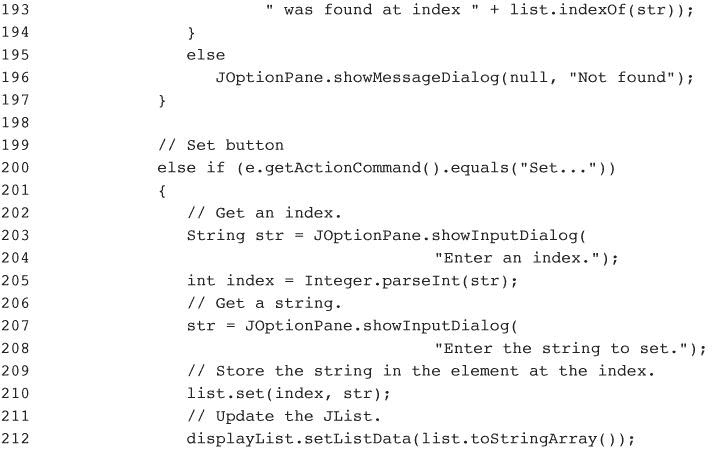 193                        " was found at index " + list.indexOf(str));
194                }
195                else
196                   JOptionPane.showMessageDialog(null, "Not found");
197             }
198
199             // Set button
200             else if (e.getActionCommand().equals("Set..."))
201             {
202                // Get an index.
203                String str = JOptionPane.showInputDialog(
204                                         "Enter an index.");
205                int index = Integer.parseInt(str);
206                // Get a string.
207                str = JOptionPane.showInputDialog(
208                                         "Enter the string to set.");
209                // Store the string in the element at the index.
210                list.set(index, str);
211                // Update the JList.
212                displayList.setListData(list.toStringArray());